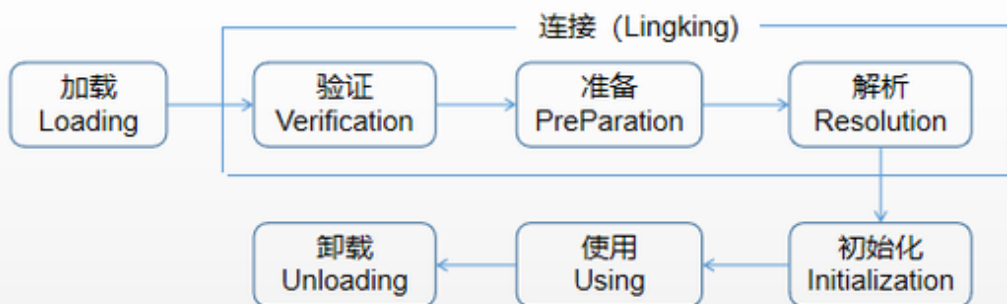 连接 (Lingking)
加载
Loading
验证
Verification
准备
PreParation
解析
Resolution
初始化
Initialization
使用
Using
卸载
Unloading